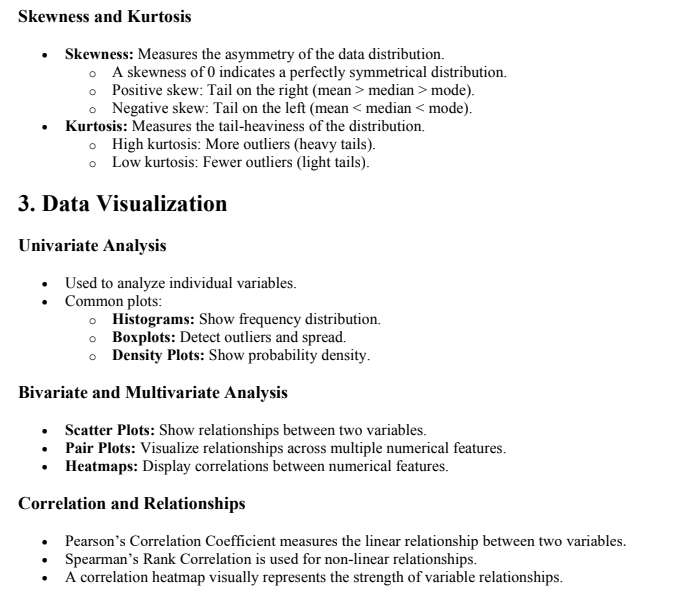 Skewness and Kurtosis
• Skewness: Measures the asymmetry of the data distribution.
o A skewness of 0 indicates a perfectly symmetrical distribution.
o Positive skew: Tail on the right (mean > median > mode).
o Negative skew: Tail on the left (mean < median < mode).
• Kurtosis: Measures the tail-heaviness of the distribution.
o High kurtosis: More outliers (heavy tails).
o Low kurtosis: Fewer outliers (light tails).
3. Data Visualization
Univariate Analysis
• Used to analyze individual variables.
• Common plots:
o Histograms: Show frequency distribution.
o Boxplots: Detect outliers and spread.
o Density Plots: Show probability density.
Bivariate and Multivariate Analysis
• Scatter Plots: Show relationships between two variables.
• Pair Plots: Visualize relationships across multiple numerical features.
• Heatmaps: Display correlations between numerical features.
Correlation and Relationships
• Pearson’s Correlation Coefficient measures the linear relationship between two variables.
• Spearman’s Rank Correlation is used for non-linear relationships.
• A correlation heatmap visually represents the strength of variable relationships.